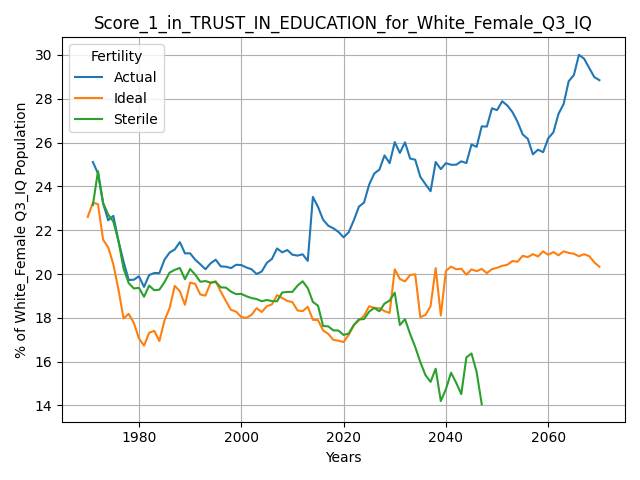 Score_1_in_TRUST_IN_EDUCATION_for_White_Female_Q3_IQ
Fertility
Actual
Ideal
Sterile
% of White_Female Q3_IQ Population
30
28
26
24
22
20
18
16
14
1980
2000
2020
2040
2060
Years